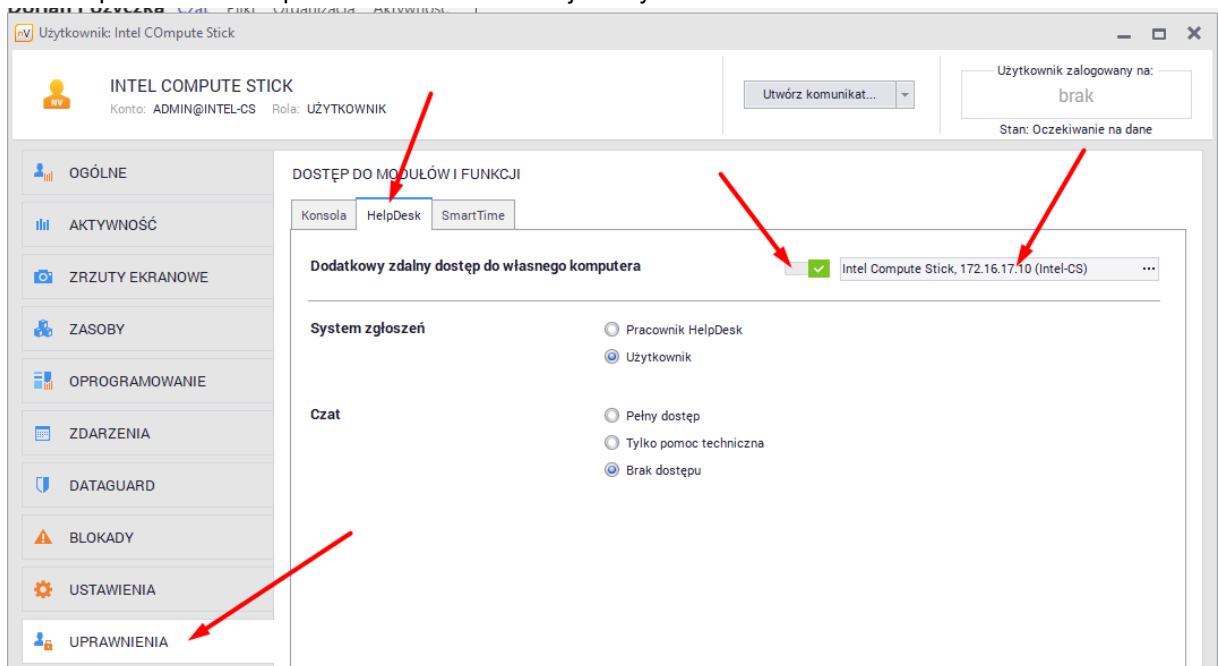 nV Użytkownik: Intel COmpute Stick
INTEL COMPUTE STICK
Konto: ADMIN@INTEL-CS Rola: UŻYTKOWNIK
Utwórz komunikat...
Użytkownik zalogowany na:
brak
Stan: Oczekiwanie na dane
NV
OGÓLNE
AKTYWNOŚĆ
ZRZUTY EKRANOWE
ZASOBY
OPROGRAMOWANIE
ZDARZENIA
DATAGUARD
BLOKADY
USTAWIENIA
UPRAWNIENIA
DOSTĘP DO MODUŁÓW I FUNKCJI
Konsola HelpDesk SmartTime
Dodatkowy zdalny dostęp do własnego komputera
Intel Compute Stick, 172.16.17.10 (Intel-CS) ...
System zgłoszeń
Pracownik HelpDesk
Użytkownik
Czat
Pełny dostęp
Tylko pomoc techniczna
Brak dostępu